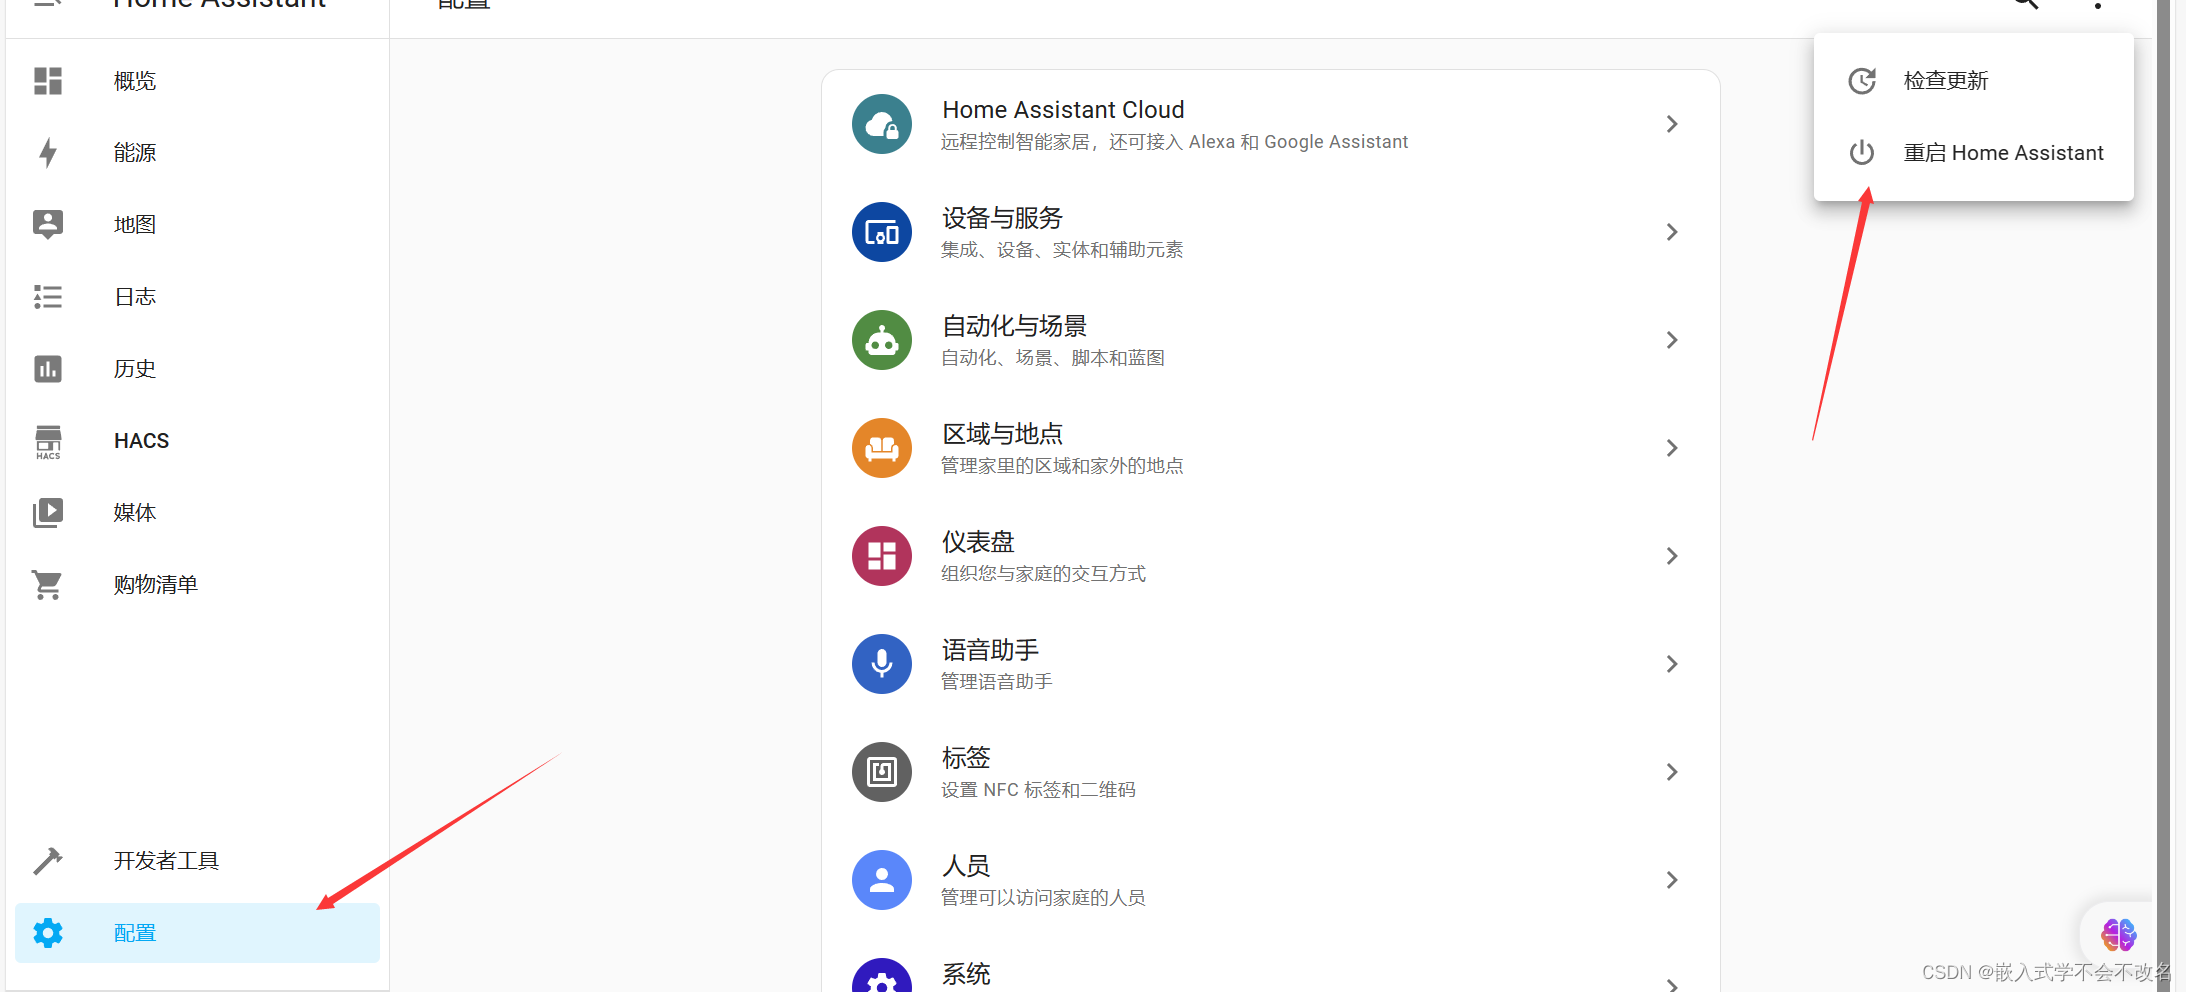 Home Assistant
配置
概览
能源
地图
日志
历史
HACS
HACS
媒体
购物清单
开发者工具
配置
Home Assistant Cloud
远程控制智能家居，还可接入 Alexa 和 Google Assistant
设备与服务
集成、设备、实体和辅助元素
自动化与场景
自动化、场景、脚本和蓝图
区域与地点
管理家里的区域和家外的地点
仪表盘
组织您与家庭的交互方式
语音助手
管理语音助手
标签
设置 NFC 标签和二维码
人员
管理可以访问家庭的人员
系统
检查更新
重启 Home Assistant
CSDN @嵌入式学不会不改名